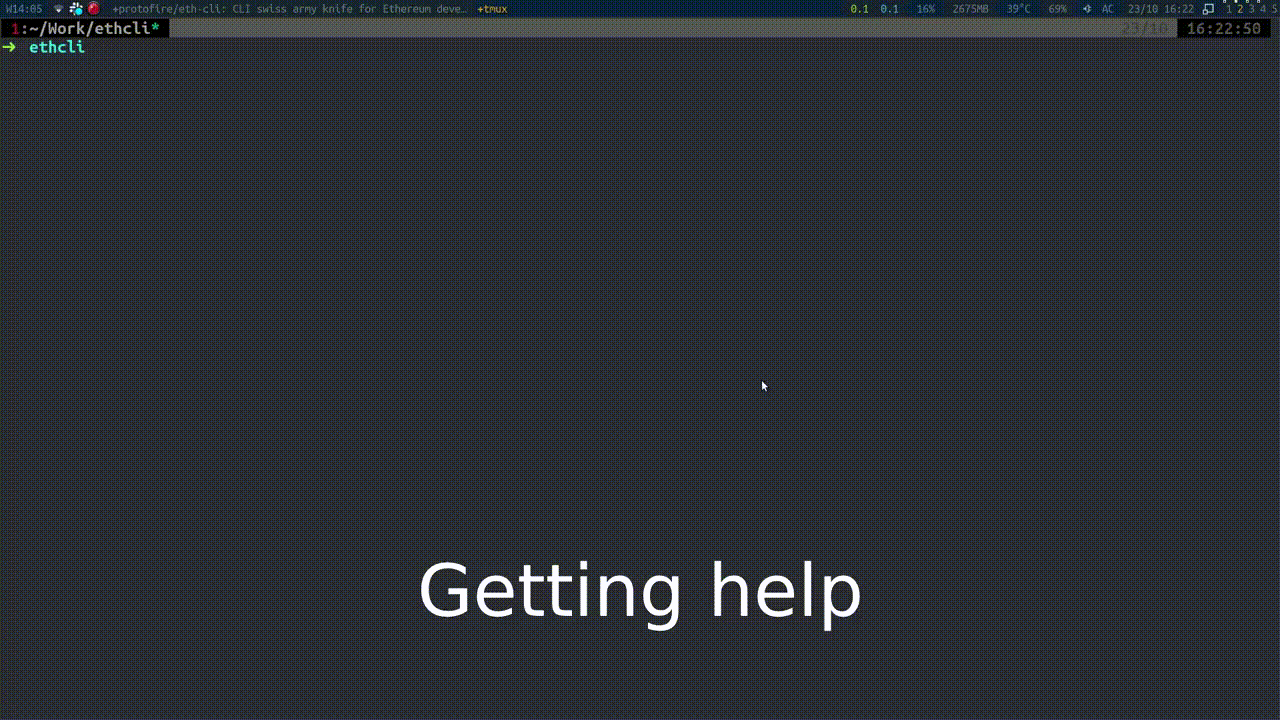 W14:05 +protofire/eth-cli: CLI swiss army knife for Ethereum deve… +tmux 0.1 0.1 16% 2675MB 39°C 69% AC 23/10 16:22 1 2 3 4 5
1:~/Work/ethcli* 23/10 16:22:50
➜ ethcli
Getting help